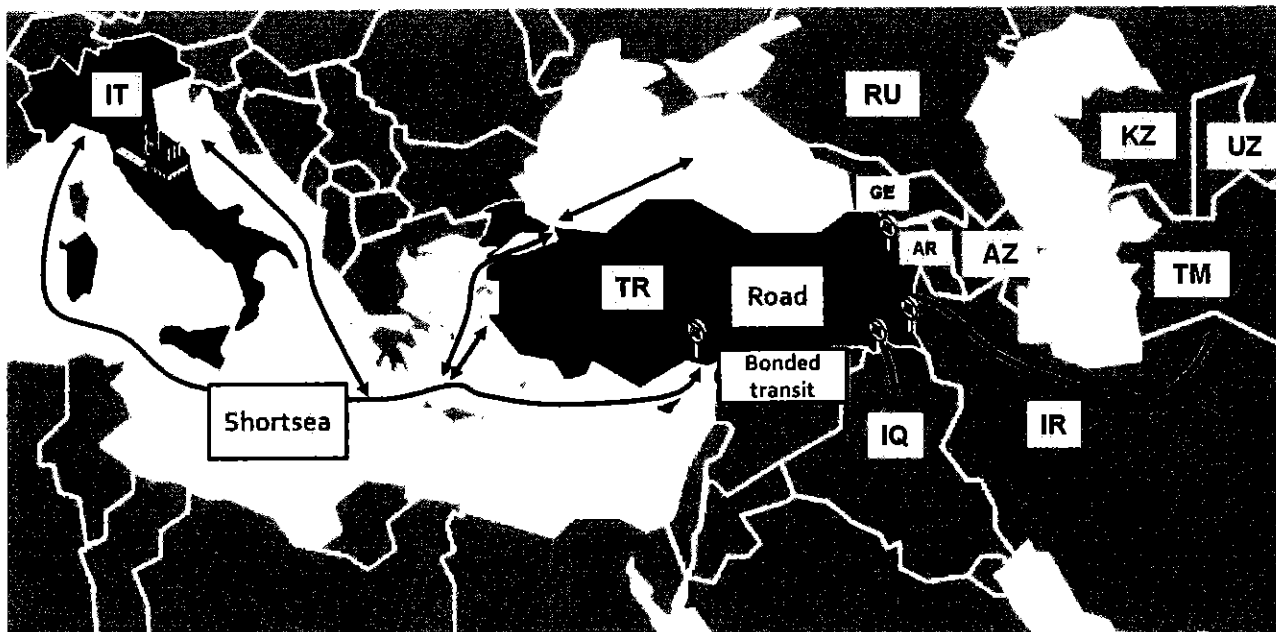 IT
RU
KZ
UZ
GE
AR
AZ
TM
TR
Road
Bonded
transit
Shortsea
IQ
IR